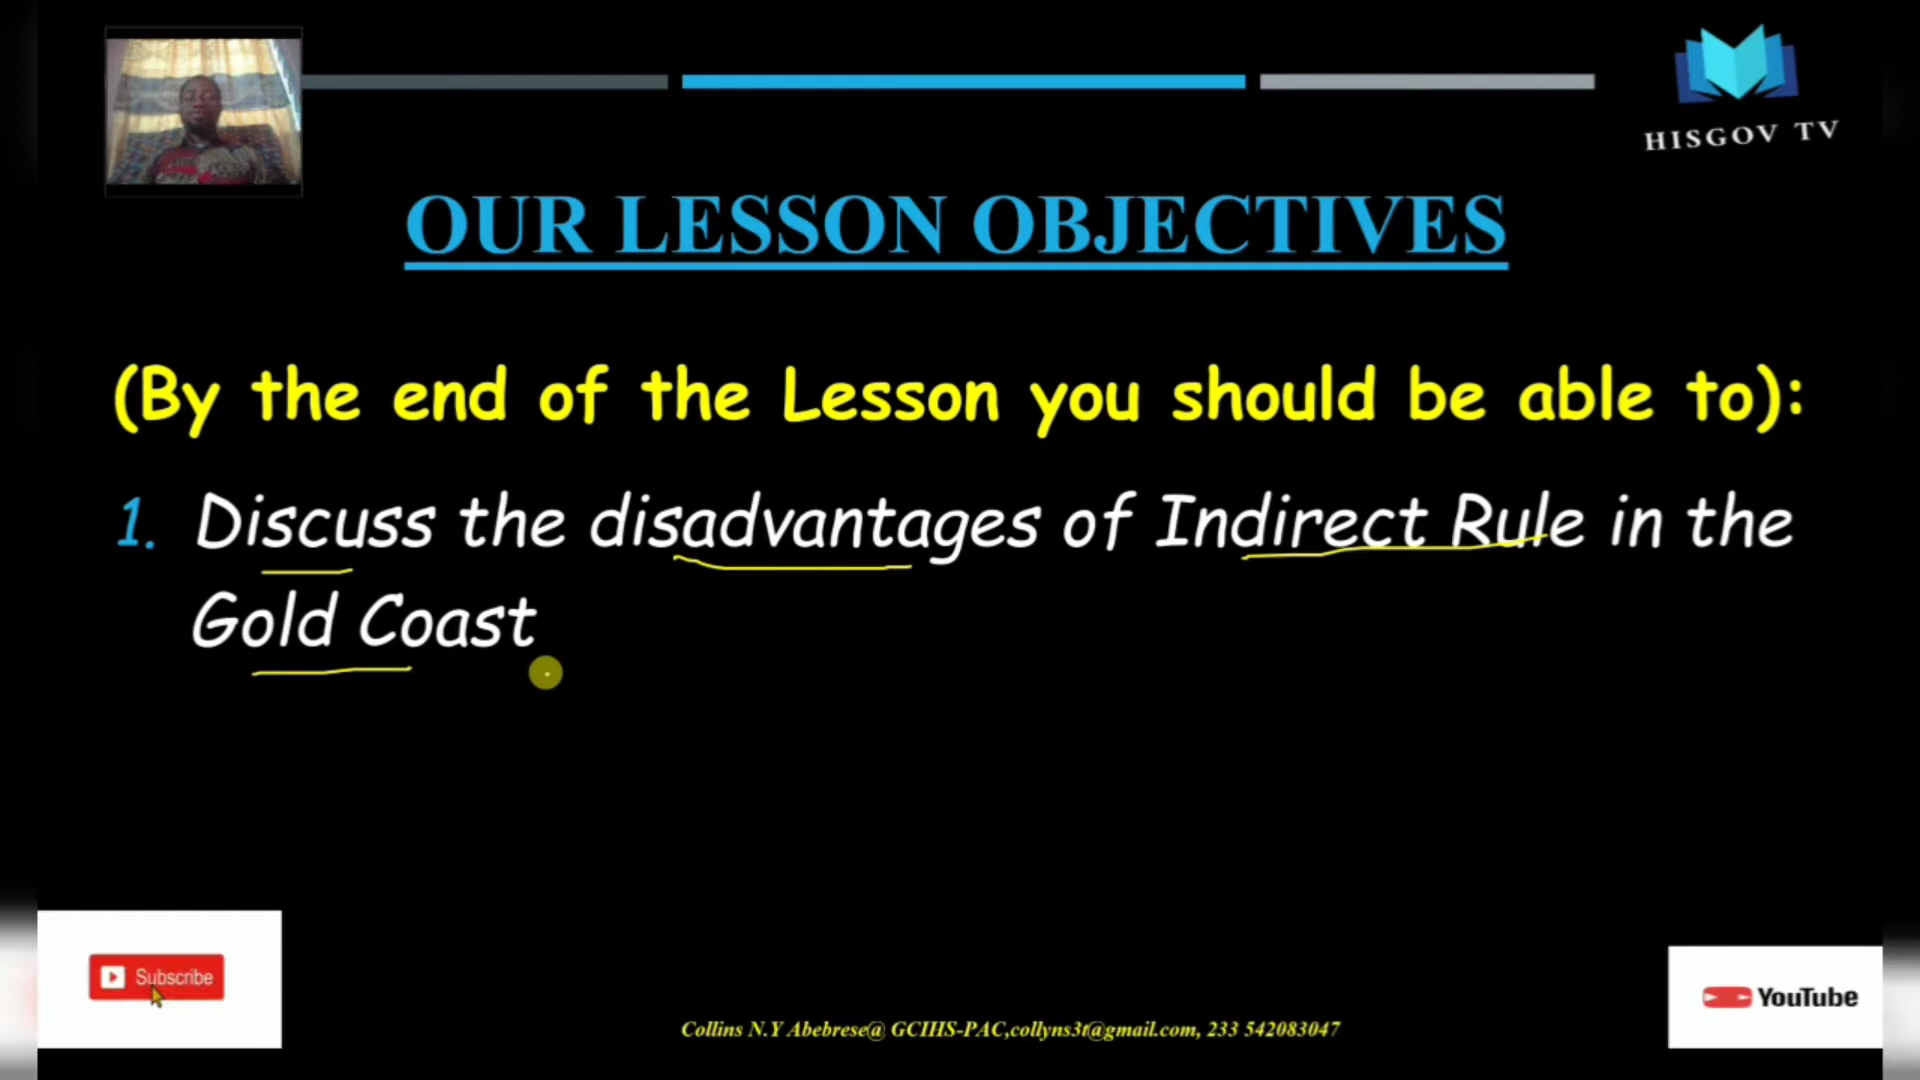 HISGOV TV
OUR LESSON OBJECTIVES
(By the end of the Lesson you should be able to):
1. Discuss the disadvantages of Indirect Rule in the
Gold Coast
Subscribe
YouTube
Collins N.Y Abebrese@ GCIHS-PAC,collyns3t@gmail.com, 233 542083047